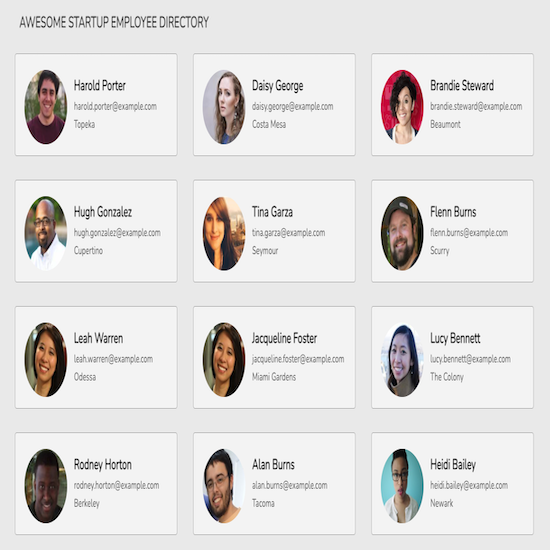 AWESOME STARTUP EMPLOYEE DIRECTORY
Harold Porter
harold.porter@example.com
Topeka
Daisy George
daisy.george@example.com
Costa Mesa
Brandie Steward
brandie.steward@example.com
Beaumont
Hugh Gonzalez
hugh.gonzalez@example.com
Cupertino
Tina Garza
tina.garza@example.com
Seymour
Flenn Burns
flenn.burns@example.com
Scurry
Leah Warren
leah.warren@example.com
Odessa
Jacqueline Foster
jacqueline.foster@example.com
Miami Gardens
Lucy Bennett
lucy.bennett@example.com
The Colony
Rodney Horton
rodney.horton@example.com
Berkeley
Alan Burns
alan.burns@example.com
Tacoma
Heidi Bailey
heidi.bailey@example.com
Newark